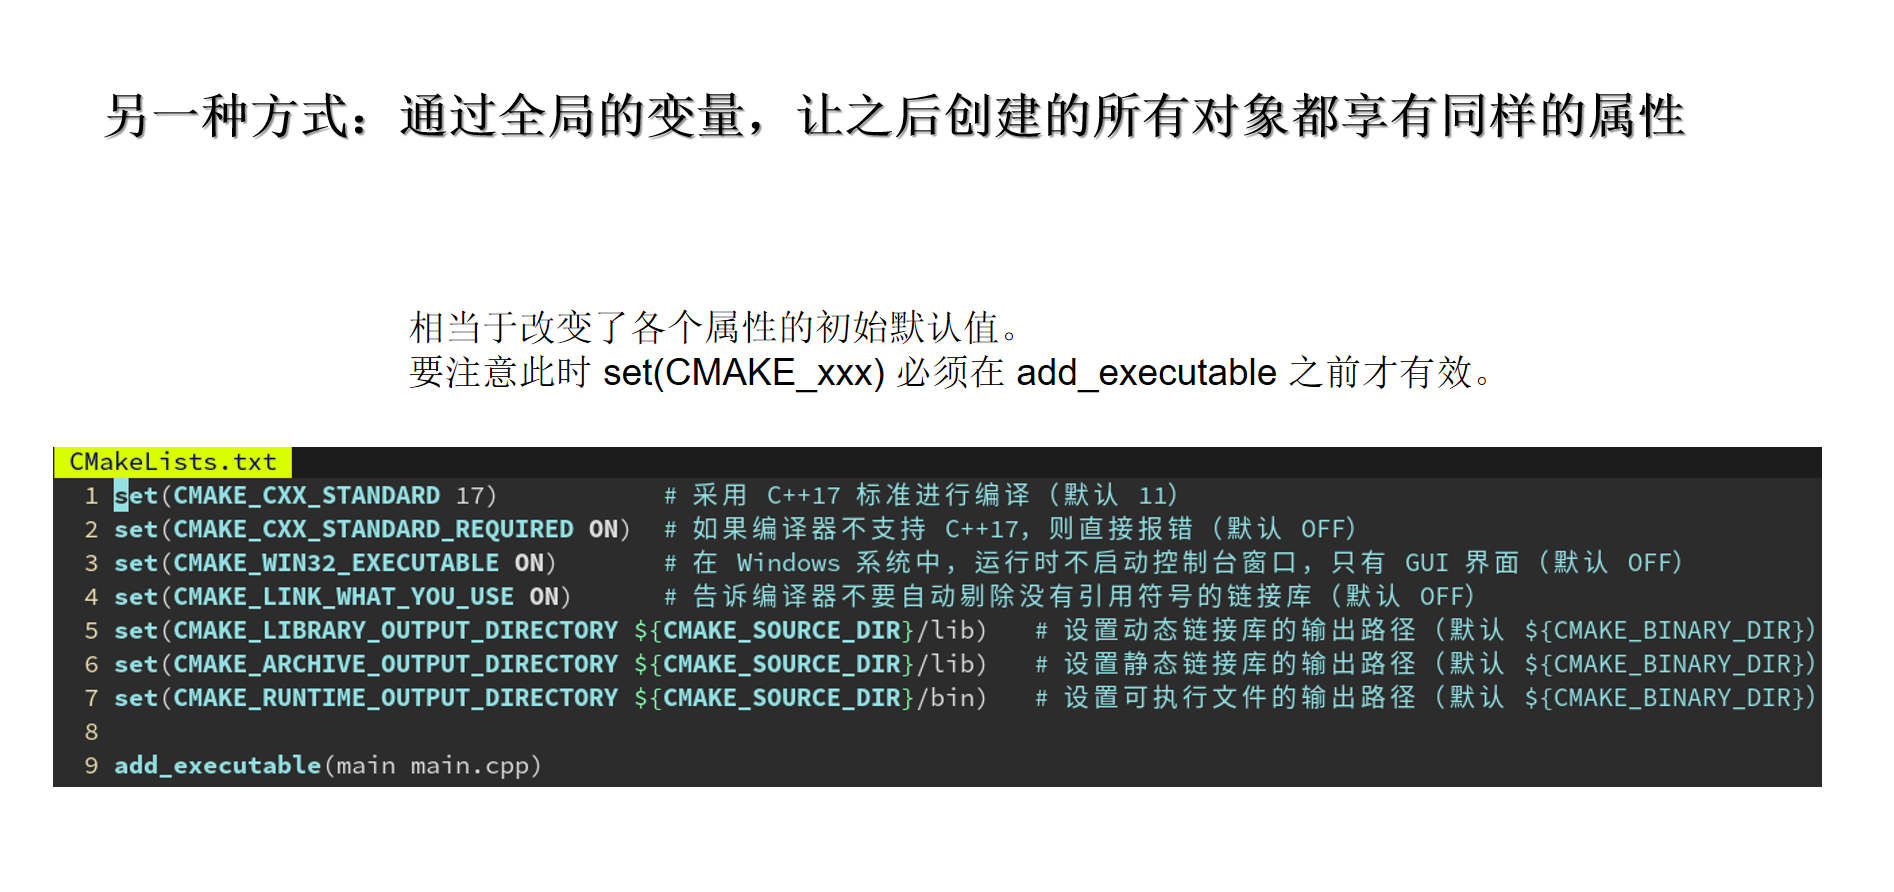 另一种方式：通过全局的变量，让之后创建的所有对象都享有同样的属性
相当于改变了各个属性的初始默认值。
要注意此时 set(CMAKE_xxx) 必须在 add_executable 之前才有效。
CMakeLists.txt
1 set(CMAKE_CXX_STANDARD 17) # 采用 C++17 标准进行编译（默认 11）
2 set(CMAKE_CXX_STANDARD_REQUIRED ON) # 如果编译器不支持 C++17，则直接报错（默认 OFF）
3 set(CMAKE_WIN32_EXECUTABLE ON) # 在 Windows 系统中，运行时不启动控制台窗口，只有 GUI 界面（默认 OFF）
4 set(CMAKE_LINK_WHAT_YOU_USE ON) # 告诉编译器不要自动剔除没有引用符号的链接库（默认 OFF）
5 set(CMAKE_LIBRARY_OUTPUT_DIRECTORY ${CMAKE_SOURCE_DIR}/lib) # 设置动态链接库的输出路径（默认 ${CMAKE_BINARY_DIR}）
6 set(CMAKE_ARCHIVE_OUTPUT_DIRECTORY ${CMAKE_SOURCE_DIR}/lib) # 设置静态链接库的输出路径（默认 ${CMAKE_BINARY_DIR}）
7 set(CMAKE_RUNTIME_OUTPUT_DIRECTORY ${CMAKE_SOURCE_DIR}/bin) # 设置可执行文件的输出路径（默认 ${CMAKE_BINARY_DIR}）
8
9 add_executable(main main.cpp)